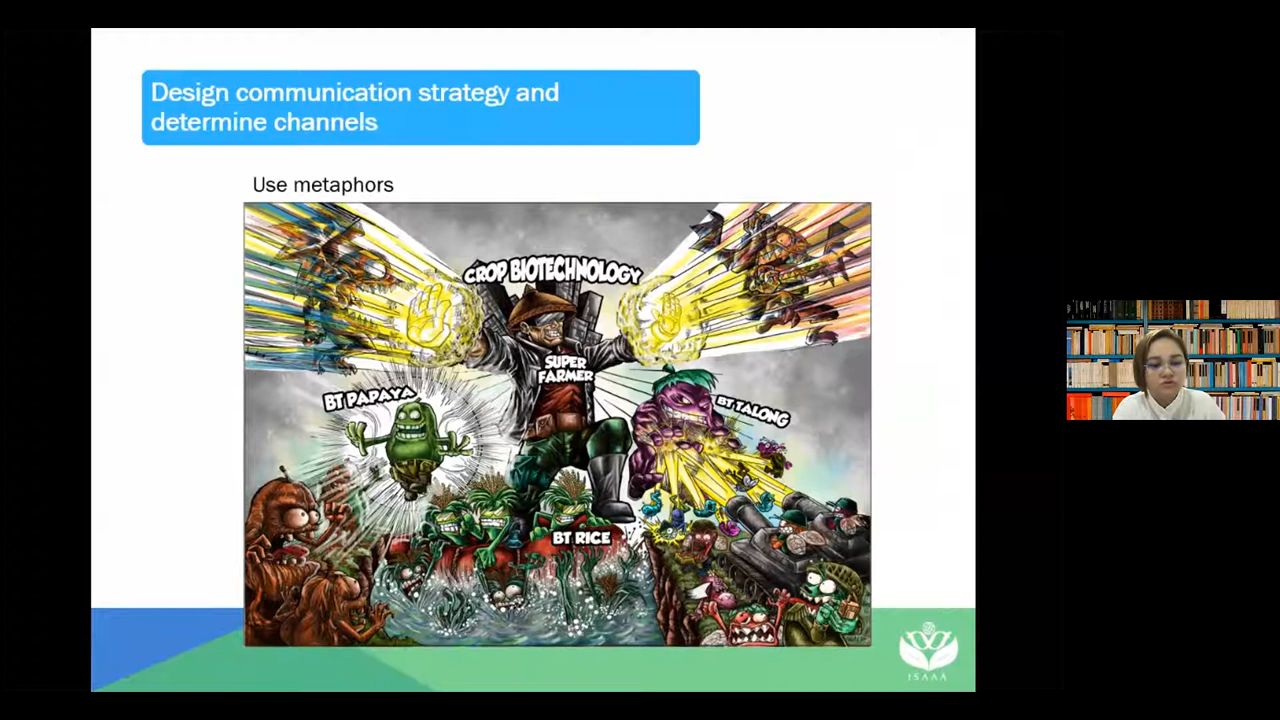 Design communication strategy and
determine channels
Use metaphors
CROP BIOTECHNOLOGY
SUPER
FARMER
BT PAPAYA
BT TALONG
BT RICE
ISAAA